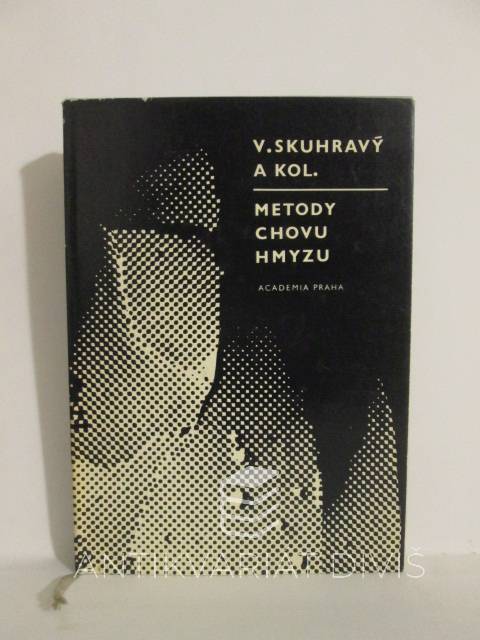 V. SKUHRAVÝ
A KOL.
METODY
CHOVU
HMYZU
ACADEMIA PRAHA
ANTIKVARIÁT DIVIŠ